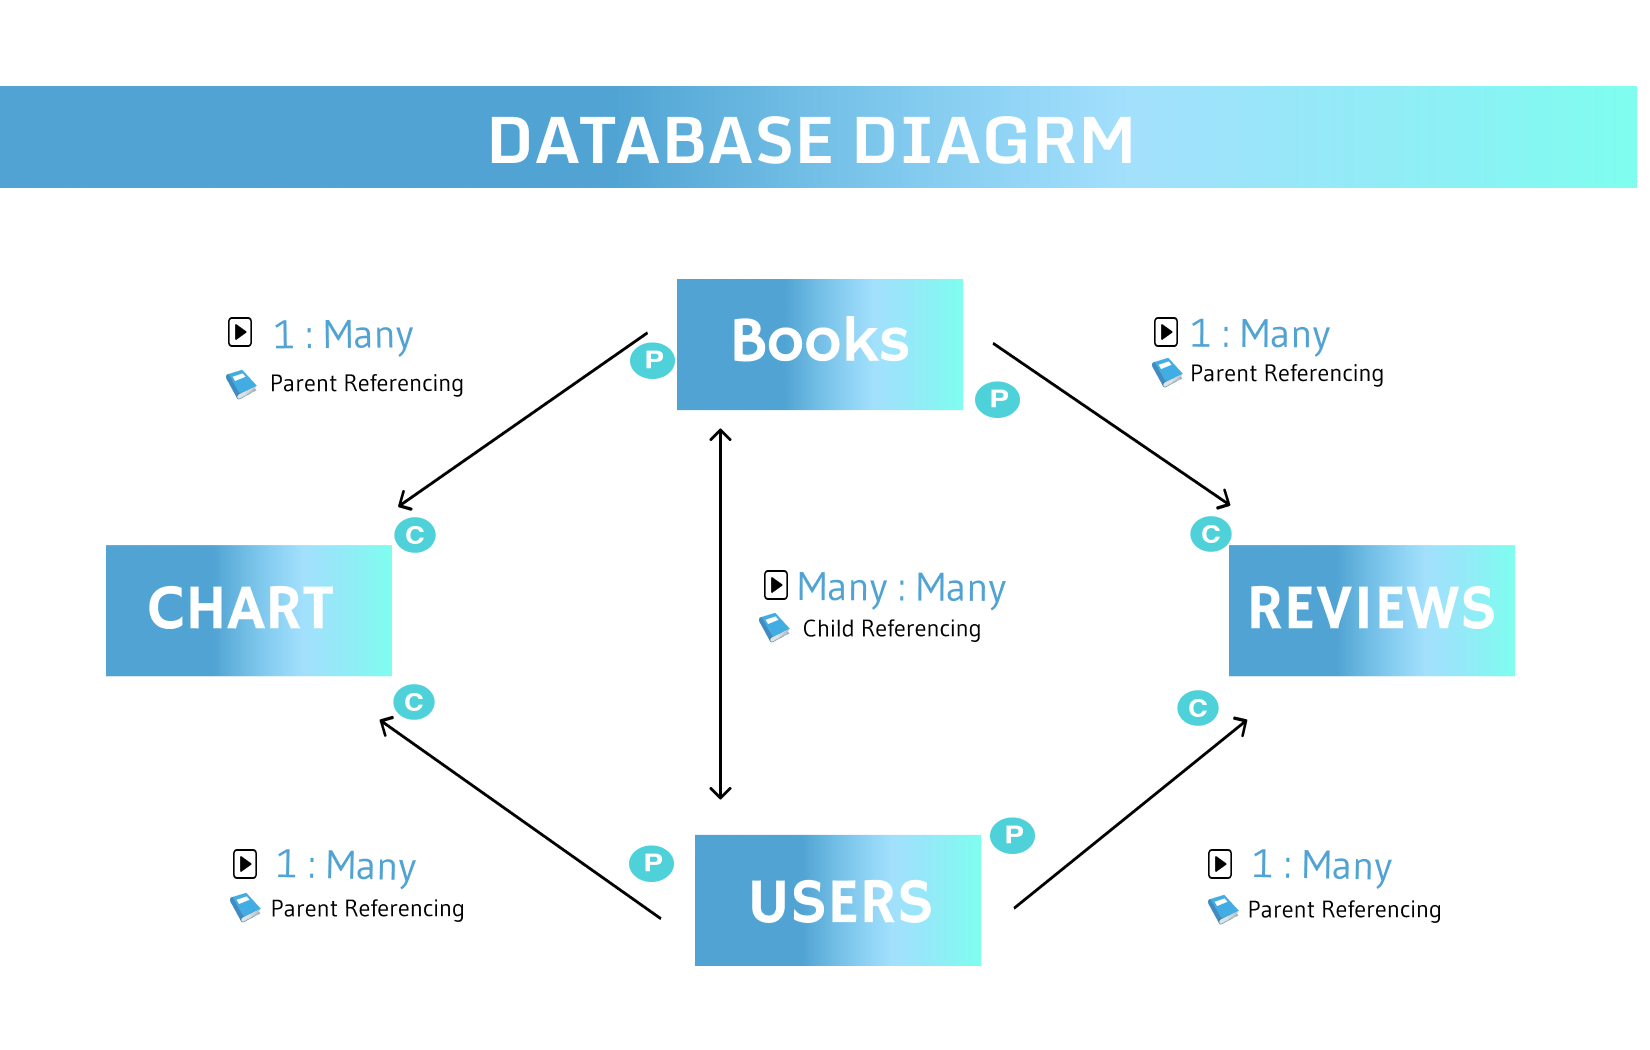 DATABASE DIAGRM
Books
1 : Many
Parent Referencing
1 : Many
Parent Referencing
P
P
C
C
CHART
Many : Many
Child Referencing
REVIEWS
C
C
P
P
1 : Many
Parent Referencing
USERS
1 : Many
Parent Referencing